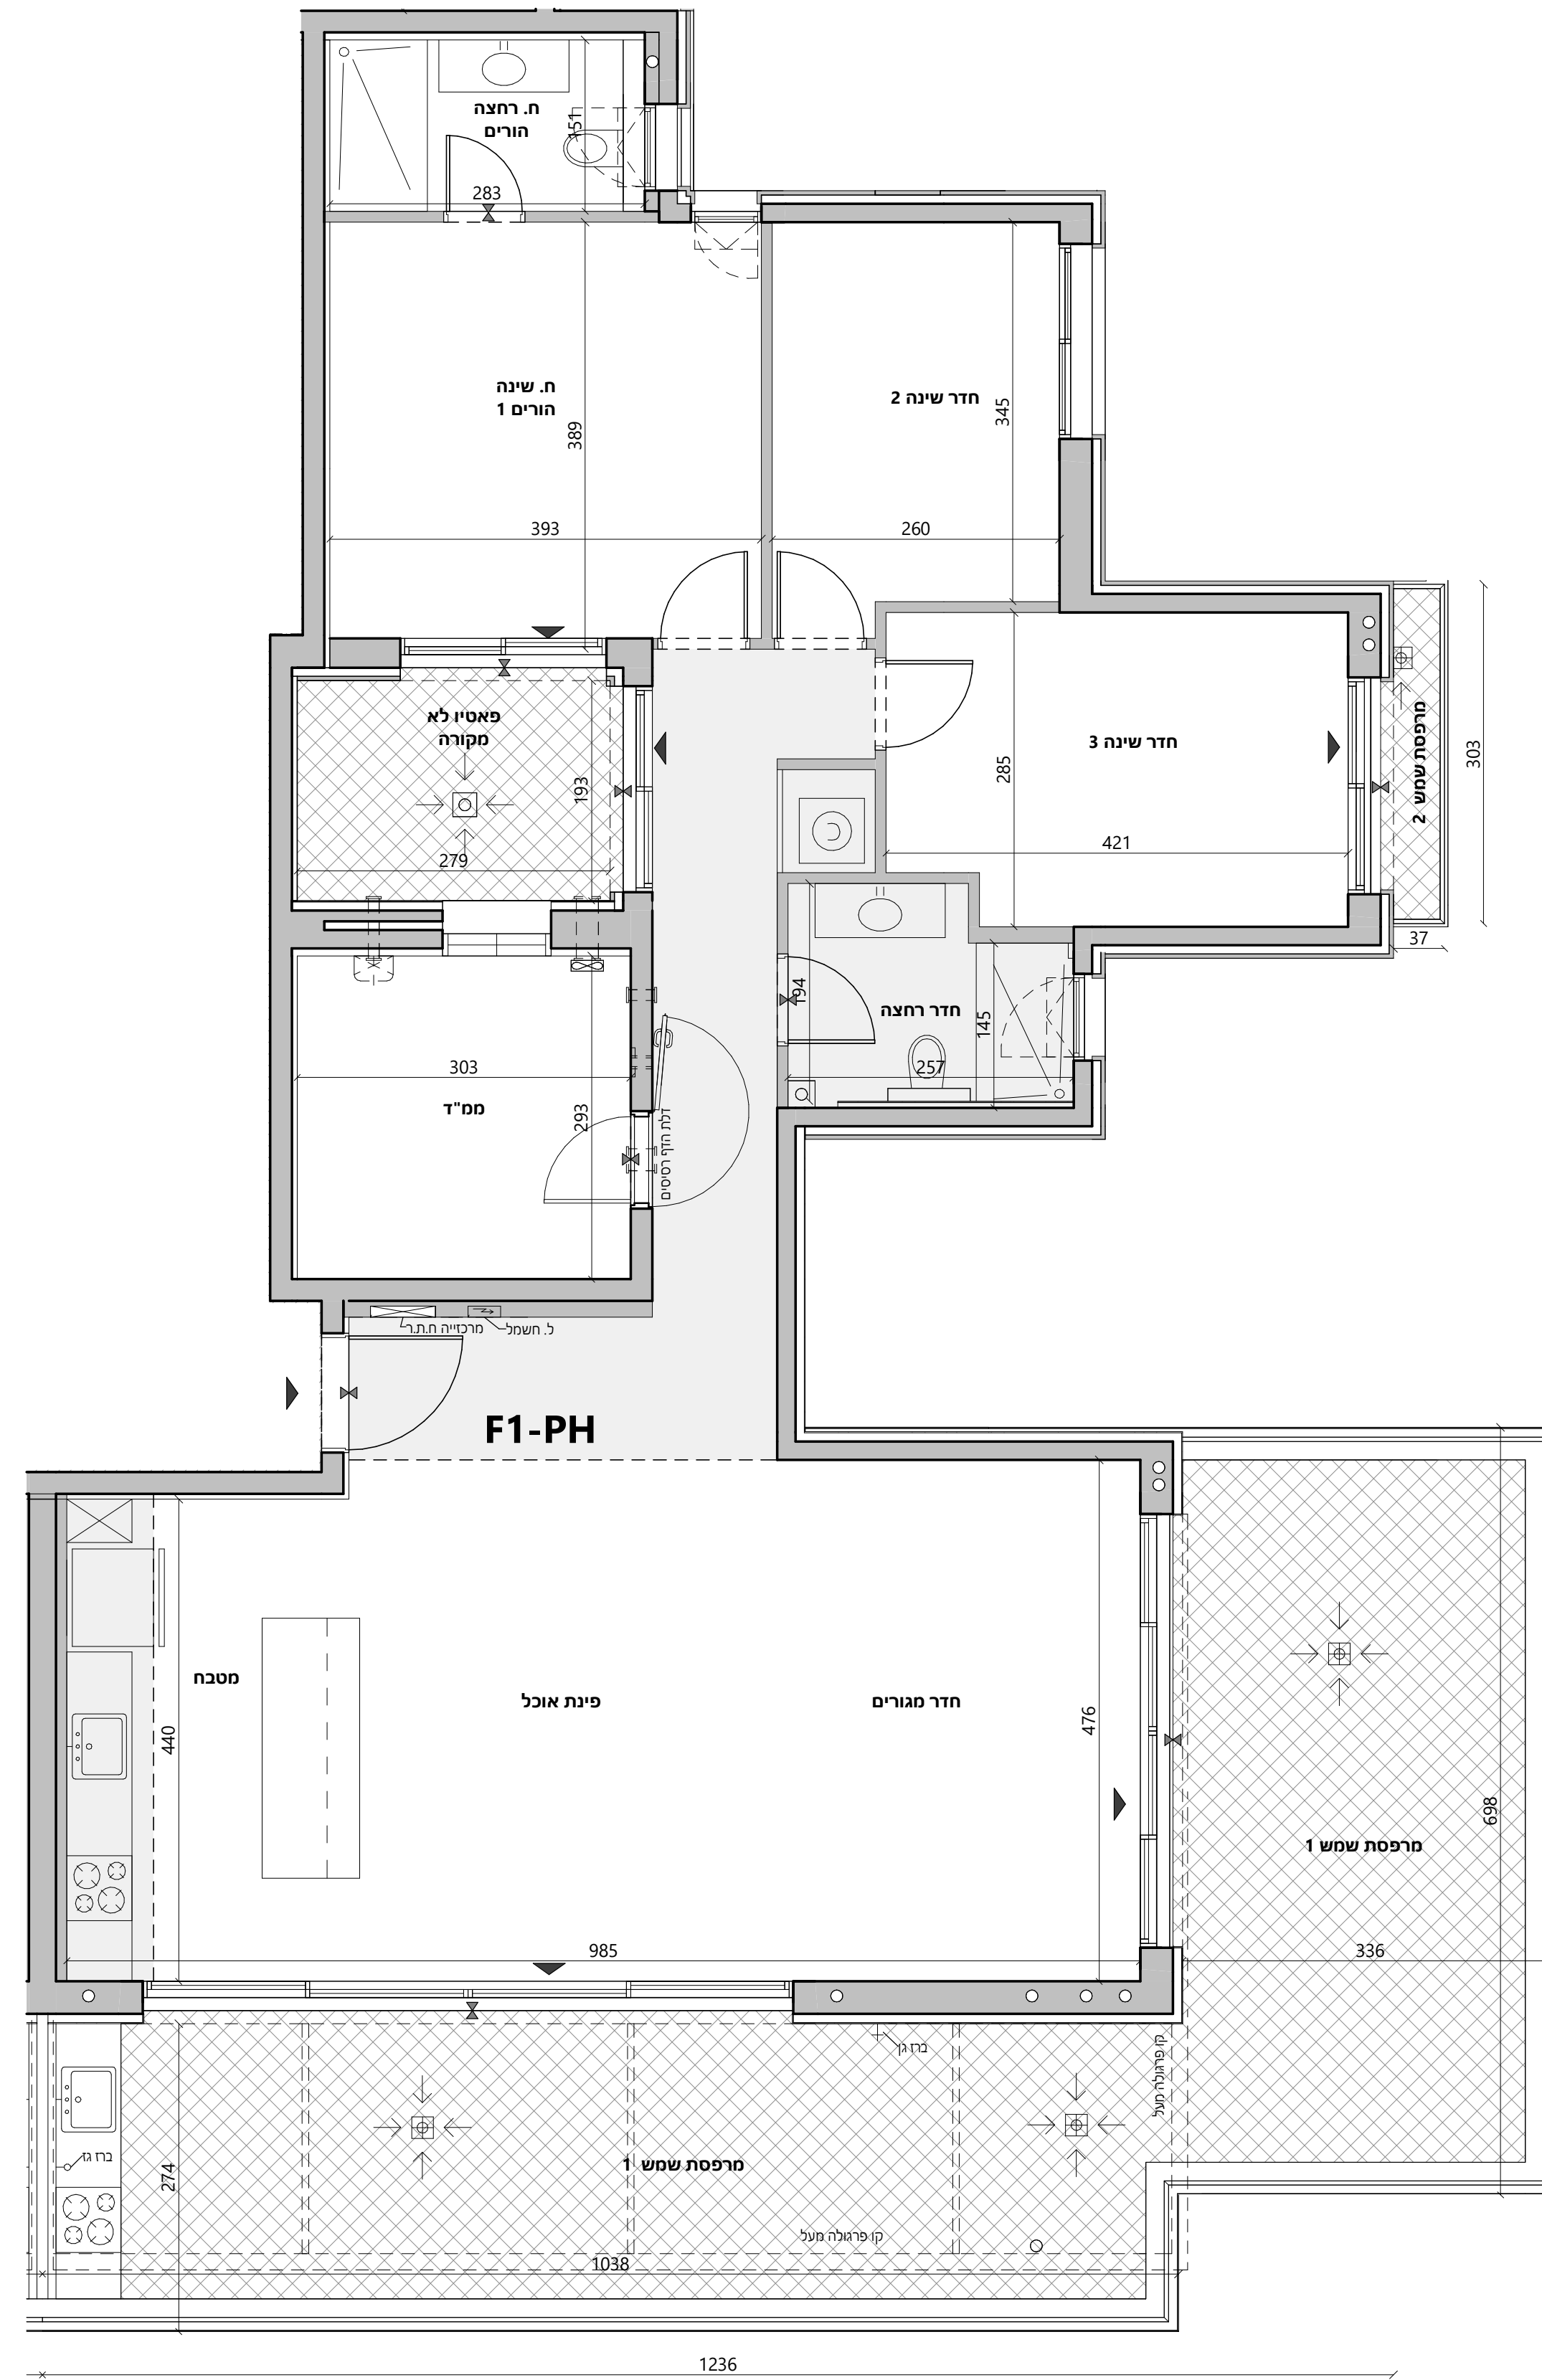 ח. רחצה
הורים
151
283
ח. שינה
הורים 1
389
393
חדר שינה 2
345
260
חדר שינה 3
285
421
מרפסת שמש 2
303
37
פאטיו לא
מקורה
193
279
חדר רחצה
194
145
257
303
ממ"ד
293
דלת הדף רסיסים
מרכזייה ח.ת.ר
ל. חשמל
F1-PH
מטבח
440
פינת אוכל
חדר מגורים
476
985
336
698
מרפסת שמש 1
ברז גן
קו פרגולה מעל
ברז גז
274
מרפסת שמש 1
קו פרגולה מעל
1038
1236